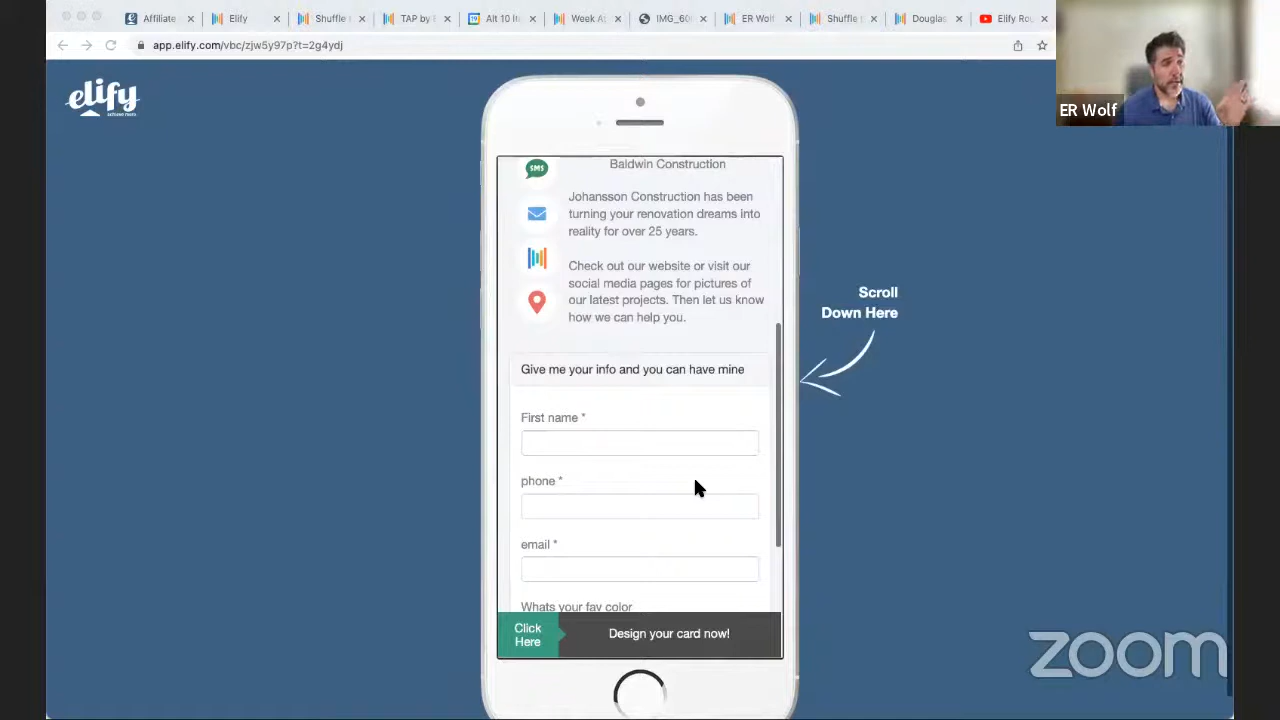 Affiliate
Elify
Shuffle
TAP by
Alt 10
Week
IMG_60
ER Wolf
Shuffle
Douglas
Elify
app.elify.com/vbc/zjw5y97p?t=2g4ydj
ER Wolf
elify
SMS
Baldwin Construction
Johansson Construction has been
turning your renovation dreams into
reality for over 25 years.
Check out our website or visit our
social media pages for pictures of
our latest projects. Then let us know
how we can help you.
Scroll
Down Here
Give me your info and you can have mine
First name *
phone *
email *
Whats your fav color
Click
Here
Design your card now!
zoom